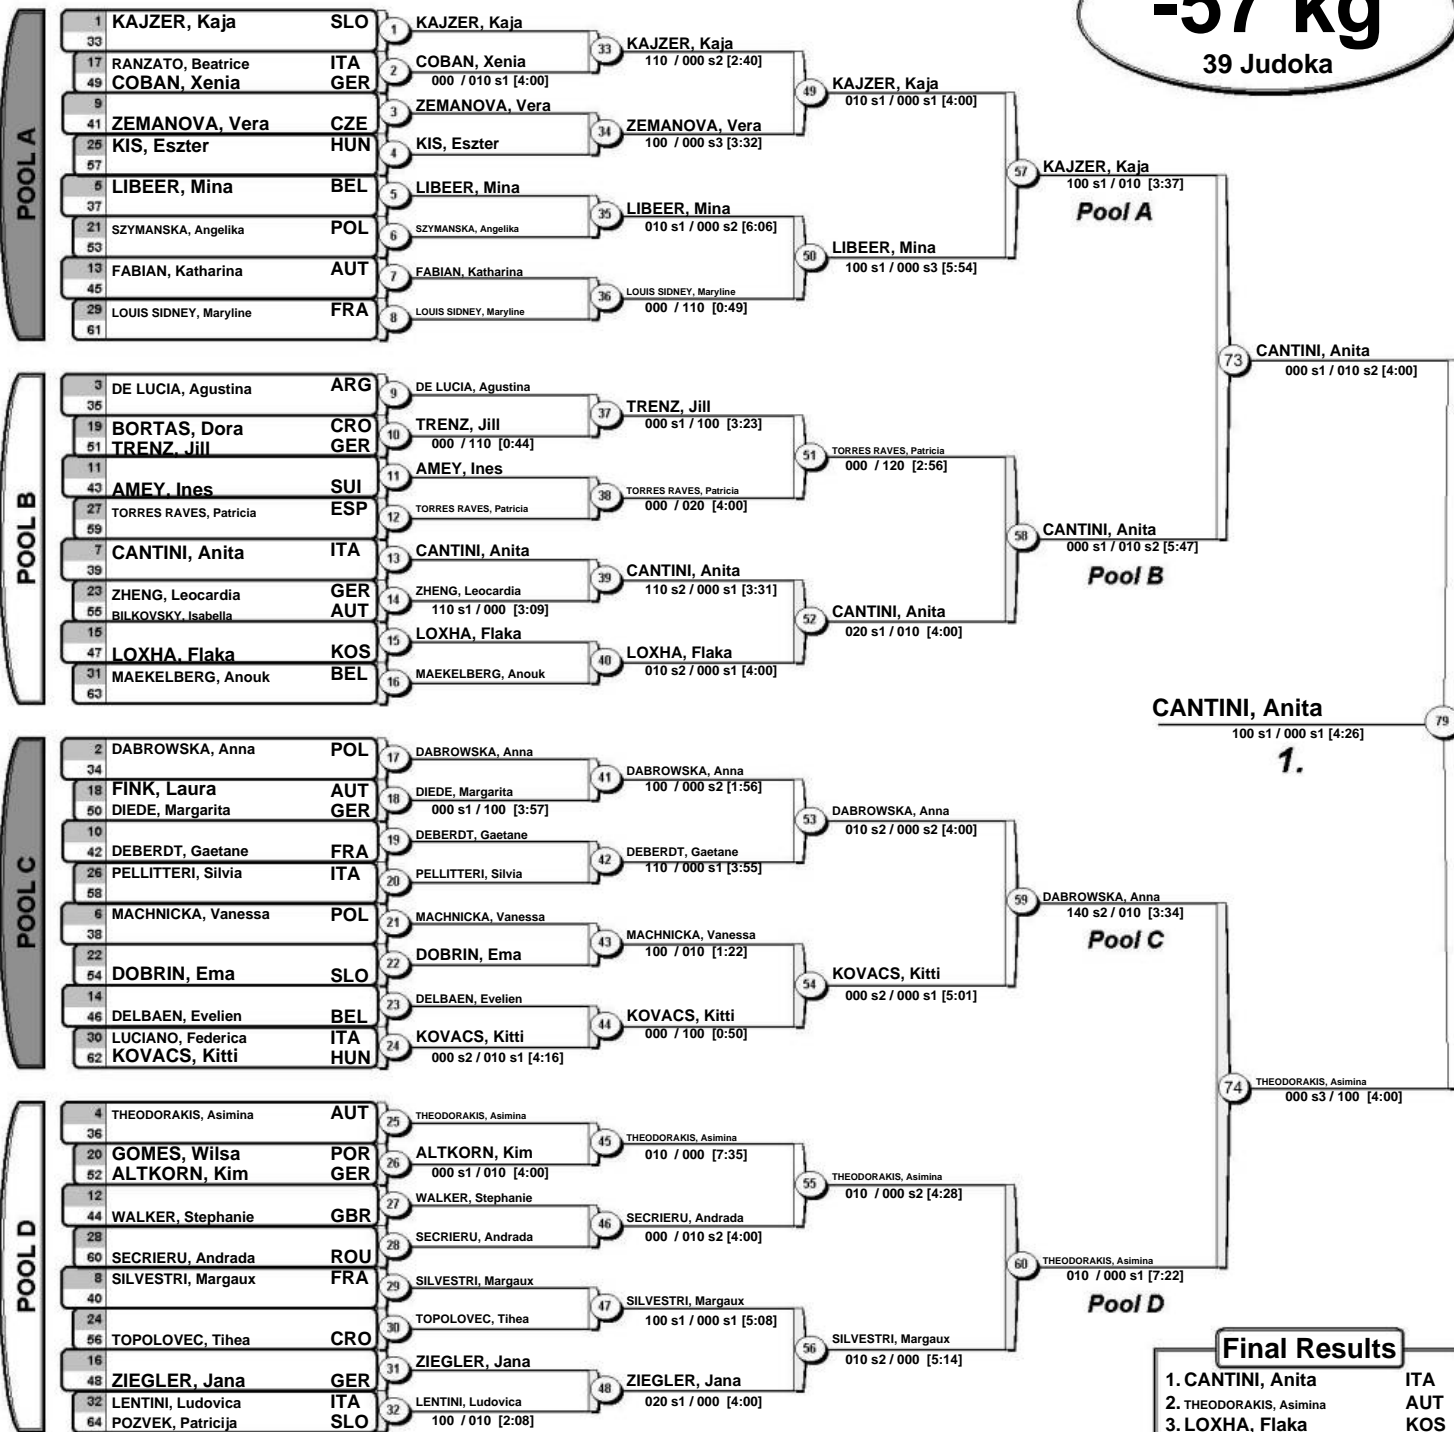 -57 kg
39 Judoka
POOL A
1 KAJZER, Kaja SLO
33
17 RANZATO, Beatrice ITA
49 COBAN, Xenia GER
9
41 ZEMANOVA, Vera CZE
25 KIS, Eszter HUN
57
5 LIBEER, Mina BEL
37
21 SZYMANSKA, Angelika POL
53
13 FABIAN, Katharina AUT
45
29 LOUIS SIDNEY, Maryline FRA
61
1 KAJZER, Kaja
2 COBAN, Xenia
000 / 010 s1 [4:00]
3 ZEMANOVA, Vera
4 KIS, Eszter
5 LIBEER, Mina
6 SZYMANSKA, Angelika
7 FABIAN, Katharina
8 LOUIS SIDNEY, Maryline
33 KAJZER, Kaja
110 / 000 s2 [2:40]
34 ZEMANOVA, Vera
100 / 000 s3 [3:32]
35 LIBEER, Mina
010 s1 / 000 s2 [6:06]
36 LOUIS SIDNEY, Maryline
000 / 110 [0:49]
49 KAJZER, Kaja
010 s1 / 000 s1 [4:00]
50 LIBEER, Mina
100 s1 / 000 s3 [5:54]
57 KAJZER, Kaja
100 s1 / 010 [3:37]
Pool A
POOL B
3 DE LUCIA, Agustina ARG
35
19 BORTAS, Dora CRO
51 TRENZ, Jill GER
11
43 AMEY, Ines SUI
27 TORRES RAVES, Patricia ESP
59
7 CANTINI, Anita ITA
39
23 ZHENG, Leocardia GER
55 BILKOVSKY, Isabella AUT
15
47 LOXHA, Flaka KOS
31 MAEKELBERG, Anouk BEL
63
9 DE LUCIA, Agustina
10 TRENZ, Jill
000 / 110 [0:44]
11 AMEY, Ines
12 TORRES RAVES, Patricia
13 CANTINI, Anita
14 ZHENG, Leocardia
110 s1 / 000 [3:09]
15 LOXHA, Flaka
16 MAEKELBERG, Anouk
37 TRENZ, Jill
000 s1 / 100 [3:23]
38 TORRES RAVES, Patricia
000 / 020 [4:00]
39 CANTINI, Anita
110 s2 / 000 s1 [3:31]
40 LOXHA, Flaka
010 s2 / 000 s1 [4:00]
51 TORRES RAVES, Patricia
000 / 120 [2:56]
52 CANTINI, Anita
020 s1 / 010 [4:00]
58 CANTINI, Anita
000 s1 / 010 s2 [5:47]
Pool B
73 CANTINI, Anita
000 s1 / 010 s2 [4:00]
CANTINI, Anita 79
100 s1 / 000 s1 [4:26]
1.
POOL C
2 DABROWSKA, Anna POL
34
18 FINK, Laura AUT
50 DIEDE, Margarita GER
10
42 DEBERDT, Gaetane FRA
26 PELLITTERI, Silvia ITA
58
6 MACHNICKA, Vanessa POL
38
22
54 DOBRIN, Ema SLO
14
46 DELBAEN, Evelien BEL
30 LUCIANO, Federica ITA
62 KOVACS, Kitti HUN
17 DABROWSKA, Anna
18 DIEDE, Margarita
000 s1 / 100 [3:57]
19 DEBERDT, Gaetane
20 PELLITTERI, Silvia
21 MACHNICKA, Vanessa
22 DOBRIN, Ema
23 DELBAEN, Evelien
24 KOVACS, Kitti
000 s2 / 010 s1 [4:16]
41 DABROWSKA, Anna
100 / 000 s2 [1:56]
42 DEBERDT, Gaetane
110 / 000 s1 [3:55]
43 MACHNICKA, Vanessa
100 / 010 [1:22]
44 KOVACS, Kitti
000 / 100 [0:50]
53 DABROWSKA, Anna
010 s2 / 000 s2 [4:00]
54 KOVACS, Kitti
000 s2 / 000 s1 [5:01]
59 DABROWSKA, Anna
140 s2 / 010 [3:34]
Pool C
74 THEODORAKIS, Asimina
000 s3 / 100 [4:00]
POOL D
4 THEODORAKIS, Asimina AUT
36
20 GOMES, Wilsa POR
52 ALTKORN, Kim GER
12
44 WALKER, Stephanie GBR
28
60 SECRIERU, Andrada ROU
8 SILVESTRI, Margaux FRA
40
24
56 TOPOLOVEC, Tihea CRO
16
48 ZIEGLER, Jana GER
32 LENTINI, Ludovica ITA
64 POZVEK, Patricija SLO
25 THEODORAKIS, Asimina
26 ALTKORN, Kim
000 s1 / 010 [4:00]
27 WALKER, Stephanie
28 SECRIERU, Andrada
29 SILVESTRI, Margaux
30 TOPOLOVEC, Tihea
31 ZIEGLER, Jana
32 LENTINI, Ludovica
100 / 010 [2:08]
45 THEODORAKIS, Asimina
010 / 000 [7:35]
46 SECRIERU, Andrada
000 / 010 s2 [4:00]
47 SILVESTRI, Margaux
100 s1 / 000 s1 [5:08]
48 ZIEGLER, Jana
020 s1 / 000 [4:00]
55 THEODORAKIS, Asimina
010 / 000 s2 [4:28]
56 SILVESTRI, Margaux
010 s2 / 000 [5:14]
60 THEODORAKIS, Asimina
010 / 000 s1 [7:22]
Pool D
Final Results
1. CANTINI, Anita ITA
2. THEODORAKIS, Asimina AUT
3. LOXHA, Flaka KOS